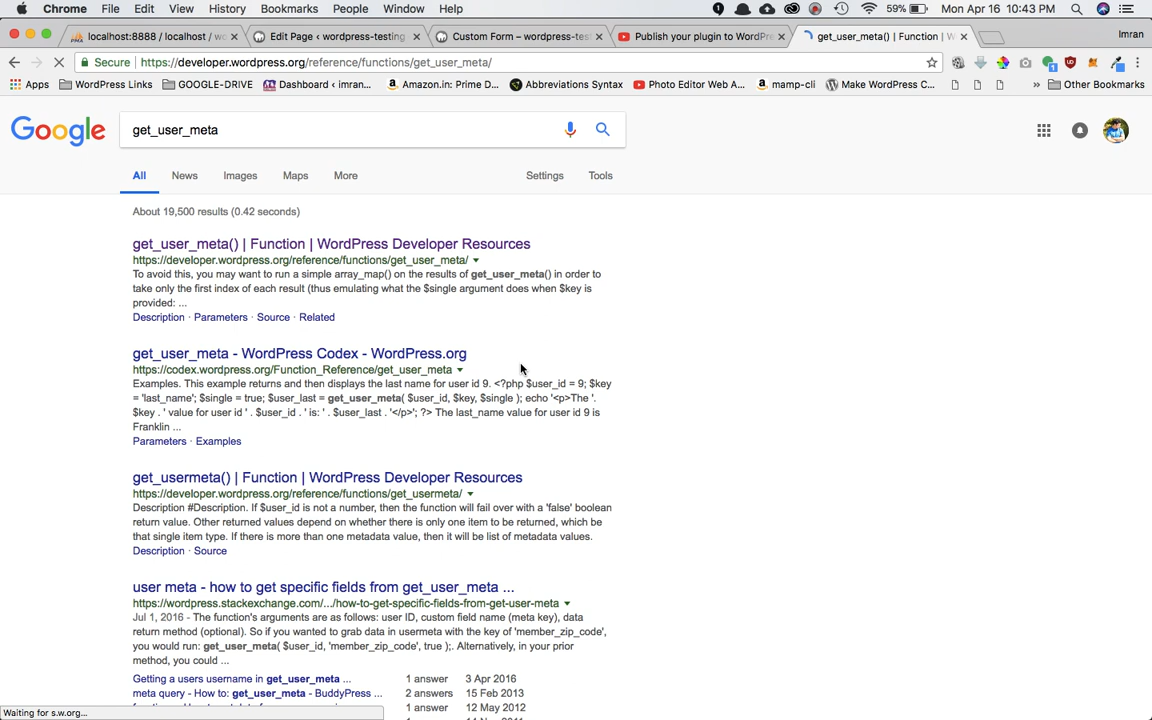 Chrome File Edit View History Bookmarks People Window Help 59% Mon Apr 16 10:43 PM
localhost:8888 / localhost / wo Edit Page < wordpress-testing Custom Form – wordpress-tes Publish your plugin to WordPre get_user_meta() | Function | W Imran
Secure https://developer.wordpress.org/reference/functions/get_user_meta/
Apps WordPress Links GOOGLE-DRIVE Dashboard ‹ imran... Amazon.in: Prime D... Abbreviations Syntax Photo Editor Web A... mamp-cli Make WordPress C... » Other Bookmarks
Google get_user_meta
All News Images Maps More Settings Tools
About 19,500 results (0.42 seconds)
get_user_meta() | Function | WordPress Developer Resources
https://developer.wordpress.org/reference/functions/get_user_meta/
To avoid this, you may want to run a simple array_map() on the results of get_user_meta() in order to
take only the first index of each result (thus emulating what the $single argument does when $key is
provided: ...
Description · Parameters · Source · Related
get_user_meta - WordPress Codex - WordPress.org
https://codex.wordpress.org/Function_Reference/get_user_meta
Examples. This example returns and then displays the last name for user id 9. <?php $user_id = 9; $key
= 'last_name'; $single = true; $user_last = get_user_meta( $user_id, $key, $single ); echo '<p>The '.
$key . ' value for user id ' . $user_id . ' is: ' . $user_last . '</p>'; ?> The last_name value for user id 9 is
Franklin ...
Parameters · Examples
get_usermeta() | Function | WordPress Developer Resources
https://developer.wordpress.org/reference/functions/get_usermeta/
Description #Description. If $user_id is not a number, then the function will fail over with a 'false' boolean
return value. Other returned values depend on whether there is only one item to be returned, which be
that single item type. If there is more than one metadata value, then it will be list of metadata values.
Description · Source
user meta - how to get specific fields from get_user_meta ...
https://wordpress.stackexchange.com/.../how-to-get-specific-fields-from-get-user-meta
Jul 1, 2016 - The function's arguments are as follows: user ID, custom field name (meta key), data
return method (optional). So if you wanted to grab data in usermeta with the key of 'member_zip_code',
you would run: get_user_meta( $user_id, 'member_zip_code', true );. Alternatively, in your prior
method, you could ...
Getting a users username in get_user_meta ... 1 answer 3 Apr 2016
meta query - How to: get_user_meta - BuddyPress ... 2 answers 15 Feb 2013
1 answer 12 May 2012
Waiting for s.w.org...